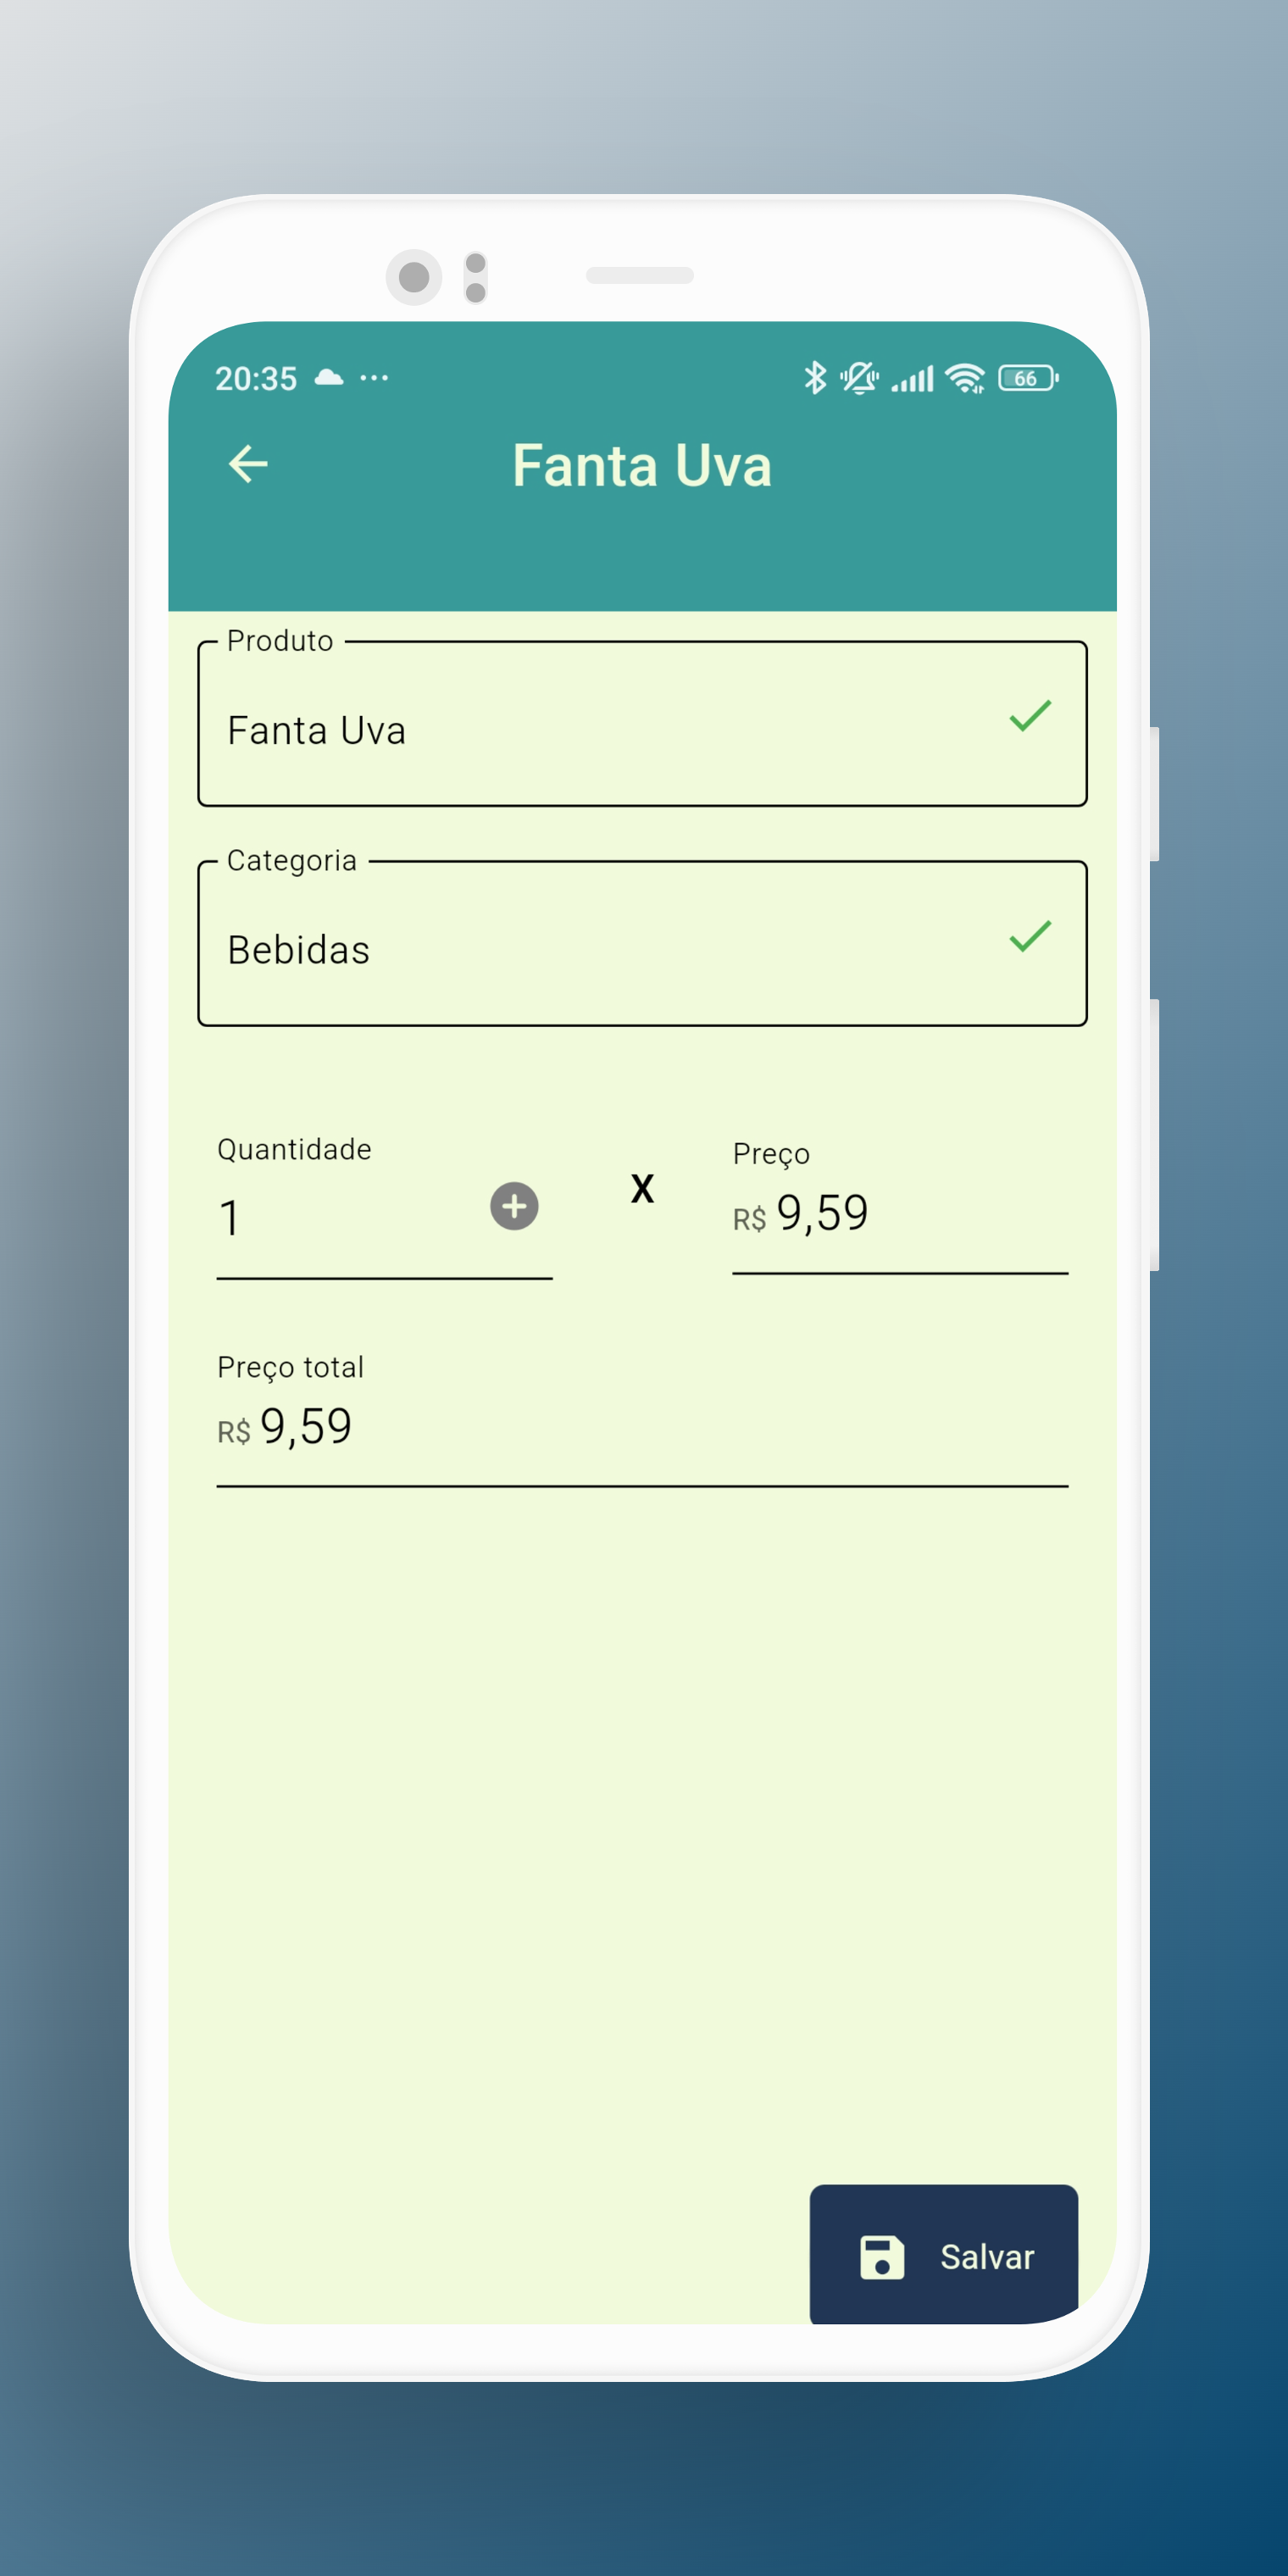 20:35
66
Fanta Uva
Produto
Fanta Uva
Categoria
Bebidas
Quantidade
1
x
Preço
R$ 9,59
Preço total
R$ 9,59
Salvar